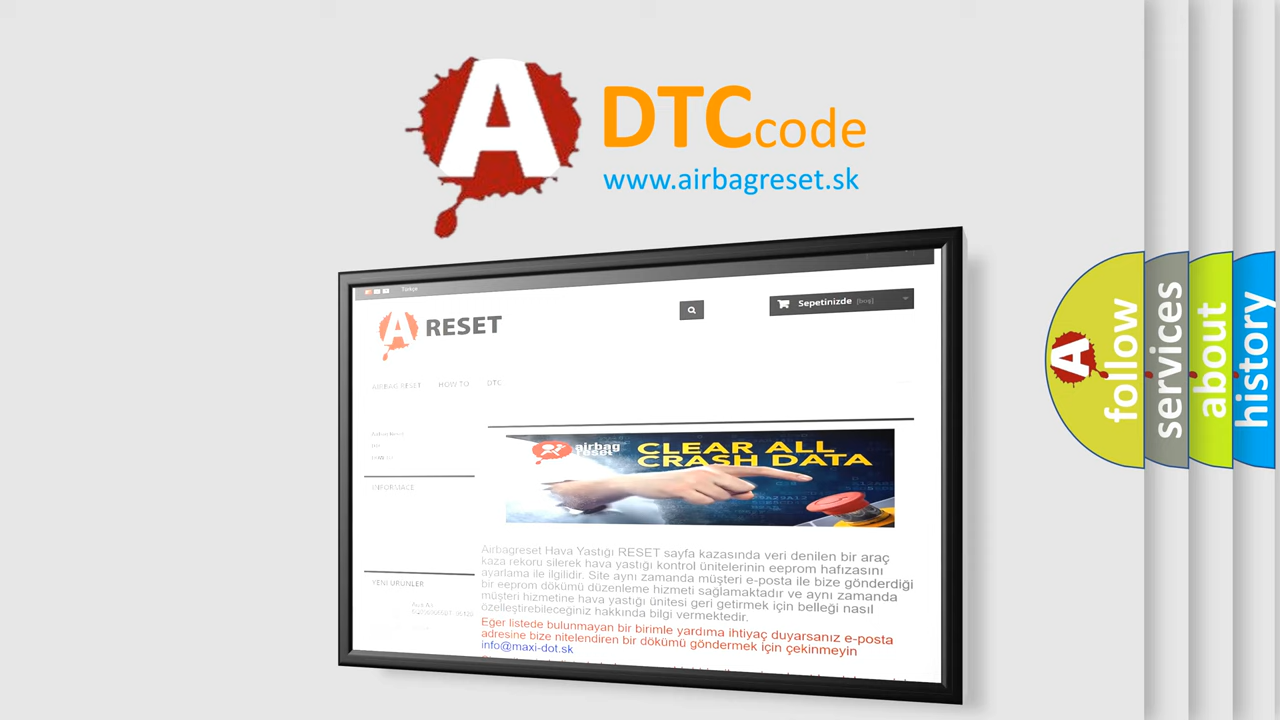 A
DTCcode
www.airbagreset.sk
Türkçe
A RESET
Sepetinizde
AIRBAG RESET HOW TO DTC
airbag
reset
CLEAR ALL
CRASH DATA
INFORMACE
Airbagreset Hava Yastığı RESET sayfa kazasında veri denilen bir araç
kaza rekoru silerek hava yastığı kontrol ünitelerinin eeprom hafızasını
ayarlama ile ilgilidir. Site aynı zamanda müşteri e-posta ile bize gönderdiği
bir eeprom dökümü düzenleme hizmeti sağlamaktadır ve aynı zamanda
müşteri hizmetine hava yastığı ünitesi geri getirmek için belleği nasıl
özelleştirebileceginiz hakkında bilgi vermektedir.
Eger listede bulunmayan bir birimle yardıma ihtiyaç duyarsanız e-posta
adresine bize nitelendiren bir dökümü göndermek için çekinmeyin
info@maxi-dot.sk
YENI ÜRÜNLER
A
follow
services
about
history